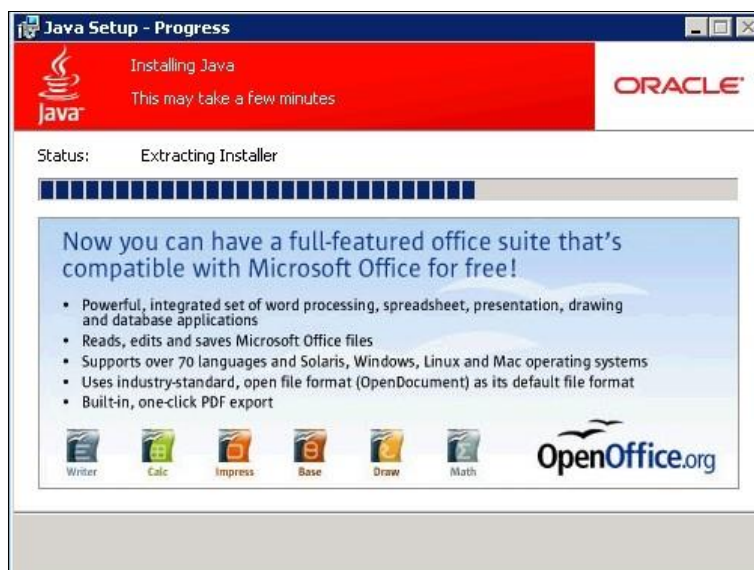 Java Setup - Progress
Installing Java
This may take a few minutes
Java
ORACLE
Status: Extracting Installer
Now you can have a full-featured office suite that's
compatible with Microsoft Office for free!
• Powerful, integrated set of word processing, spreadsheet, presentation, drawing
and database applications
• Reads, edits and saves Microsoft Office files
• Supports over 70 languages and Solaris, Windows, Linux and Mac operating systems
• Uses industry-standard, open file format (OpenDocument) as its default file format
• Built-in, one-click PDF export
Writer Calc Impress Base Draw Math
OpenOffice.org